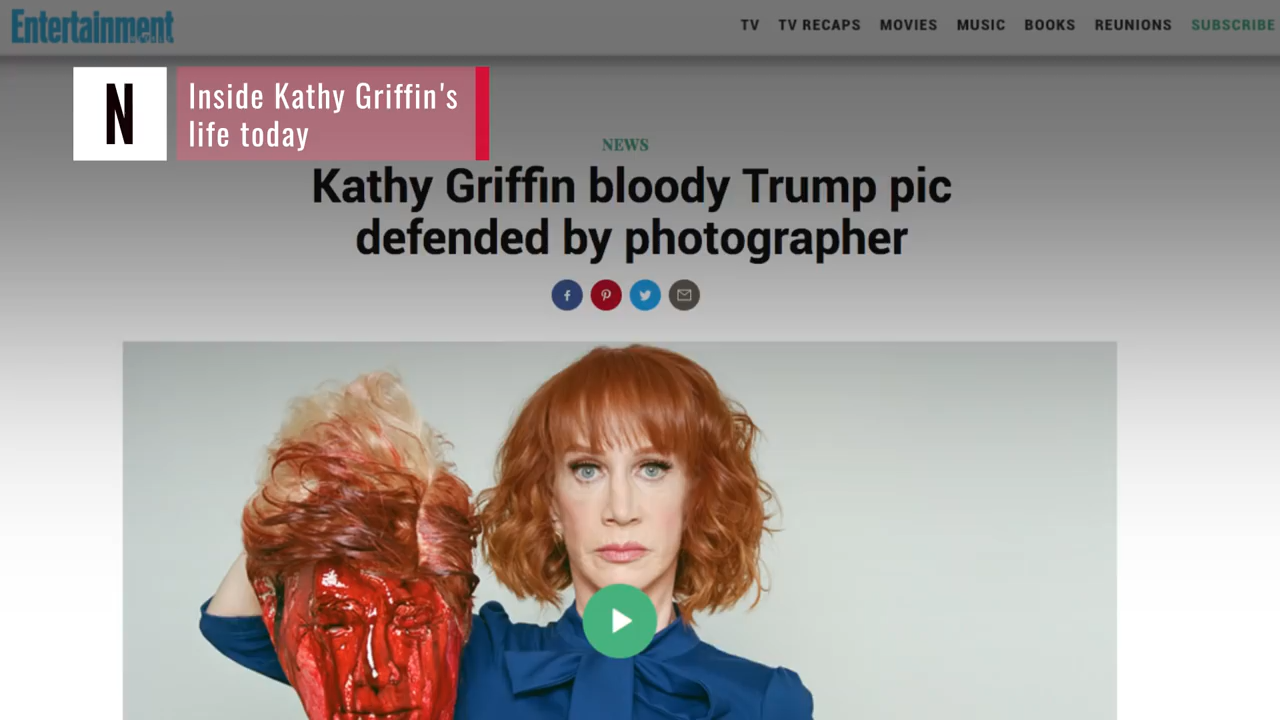 Entertainment
TV TV RECAPS MOVIES MUSIC BOOKS REUNIONS SUBSCRIBE
N
Inside Kathy Griffin's
life today
NEWS
Kathy Griffin bloody Trump pic
defended by photographer